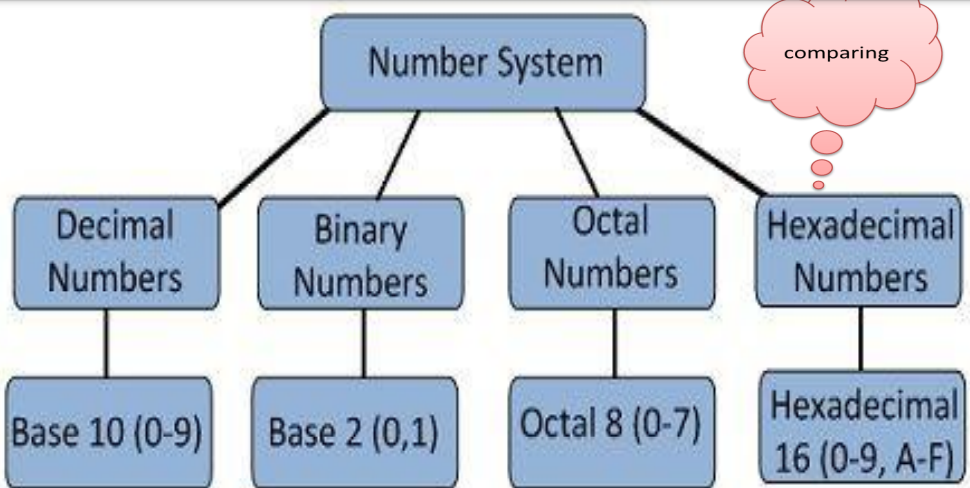 Number System
comparing
Decimal
Numbers
Binary
Numbers
Octal
Numbers
Hexadecimal
Numbers
Base 10 (0-9)
Base 2 (0,1)
Octal 8 (0-7)
Hexadecimal
16 (0-9, A-F)